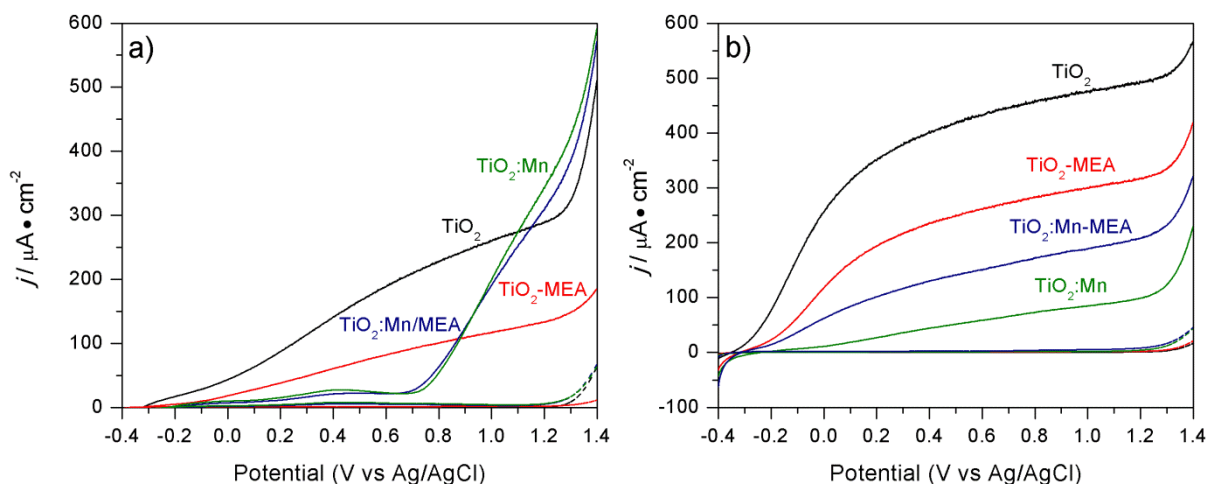 a)
600
500
400
300
200
100
0
j / μA • cm⁻²
TiO₂:Mn
TiO₂
TiO₂-MEA
TiO₂:Mn/MEA
-0.4 -0.2 0.0 0.2 0.4 0.6 0.8 1.0 1.2 1.4
Potential (V vs Ag/AgCl)
b)
600
500
400
300
200
100
0
-100
j / μA • cm⁻²
TiO₂
TiO₂-MEA
TiO₂:Mn-MEA
TiO₂:Mn
-0.4 -0.2 0.0 0.2 0.4 0.6 0.8 1.0 1.2 1.4
Potential (V vs Ag/AgCl)